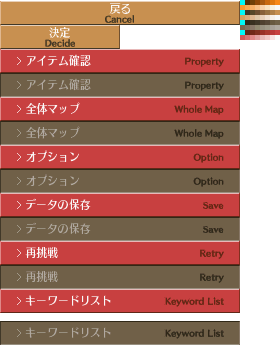 戻る
Cancel
決定
Decide
> アイテム確認 Property
> アイテム確認 Property
> 全体マップ Whole Map
> 全体マップ Whole Map
> オプション Option
> オプション Option
> データの保存 Save
> データの保存 Save
> 再挑戦 Retry
> 再挑戦 Retry
> キーワードリスト Keyword List
> キーワードリスト Keyword List